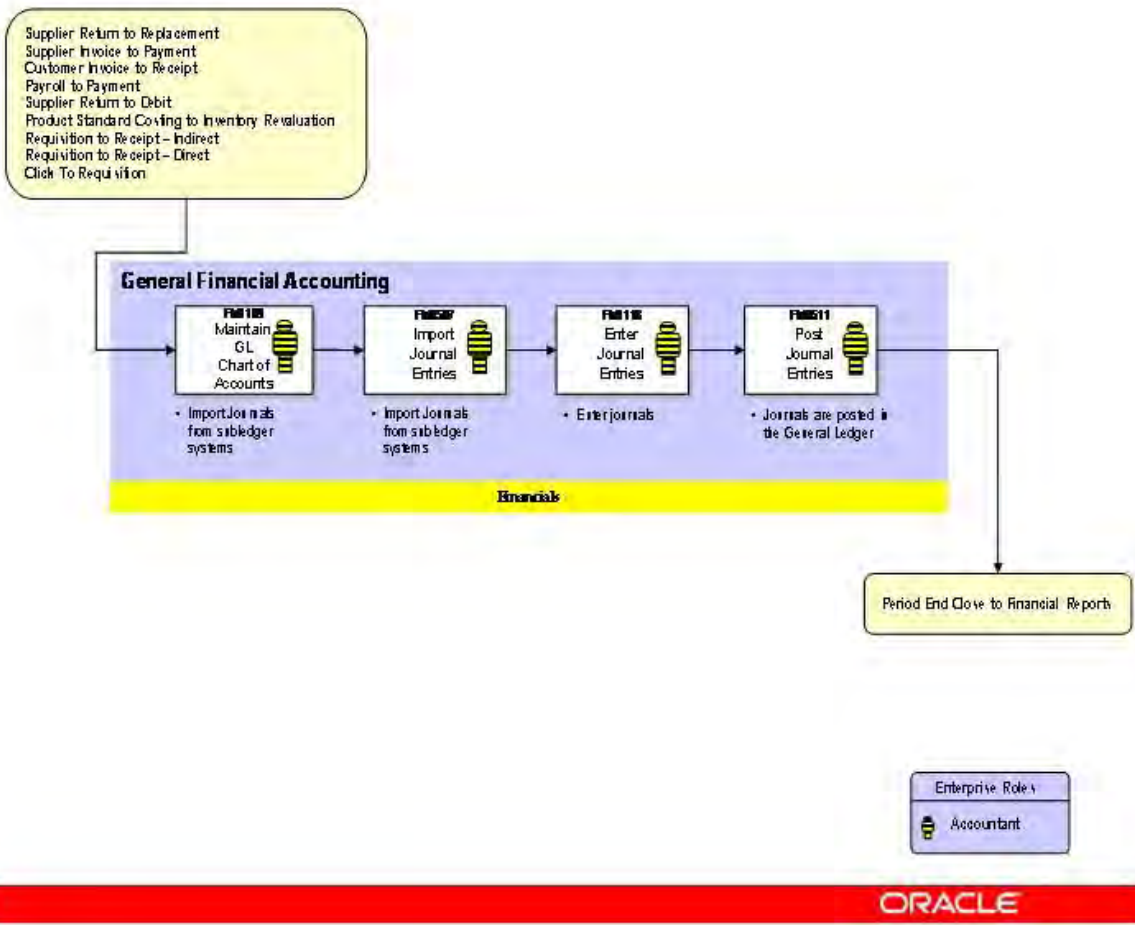 Supplier Return to Replacement
Supplier Invoice to Payment
Customer Invoice to Receipt
Payroll to Payment
Supplier Return to Debit
Product Standard Costing to Inventory Revaluation
Requisition to Receipt – Indirect
Requisition to Receipt – Direct
Click To Requisition
General Financial Accounting
Maintain
GL
Chart of
Accounts
Import
Journal
Entries
Enter
Journal
Entries
Post
Journal
Entries
• Import Journals
from subledger
systems
• Import Journals
from subledger
systems
• Enter journals
• Journals are posted in
the General Ledger
Financials
Period End Close to Financial Reports
Enterprise Roles
Accountant
ORACLE